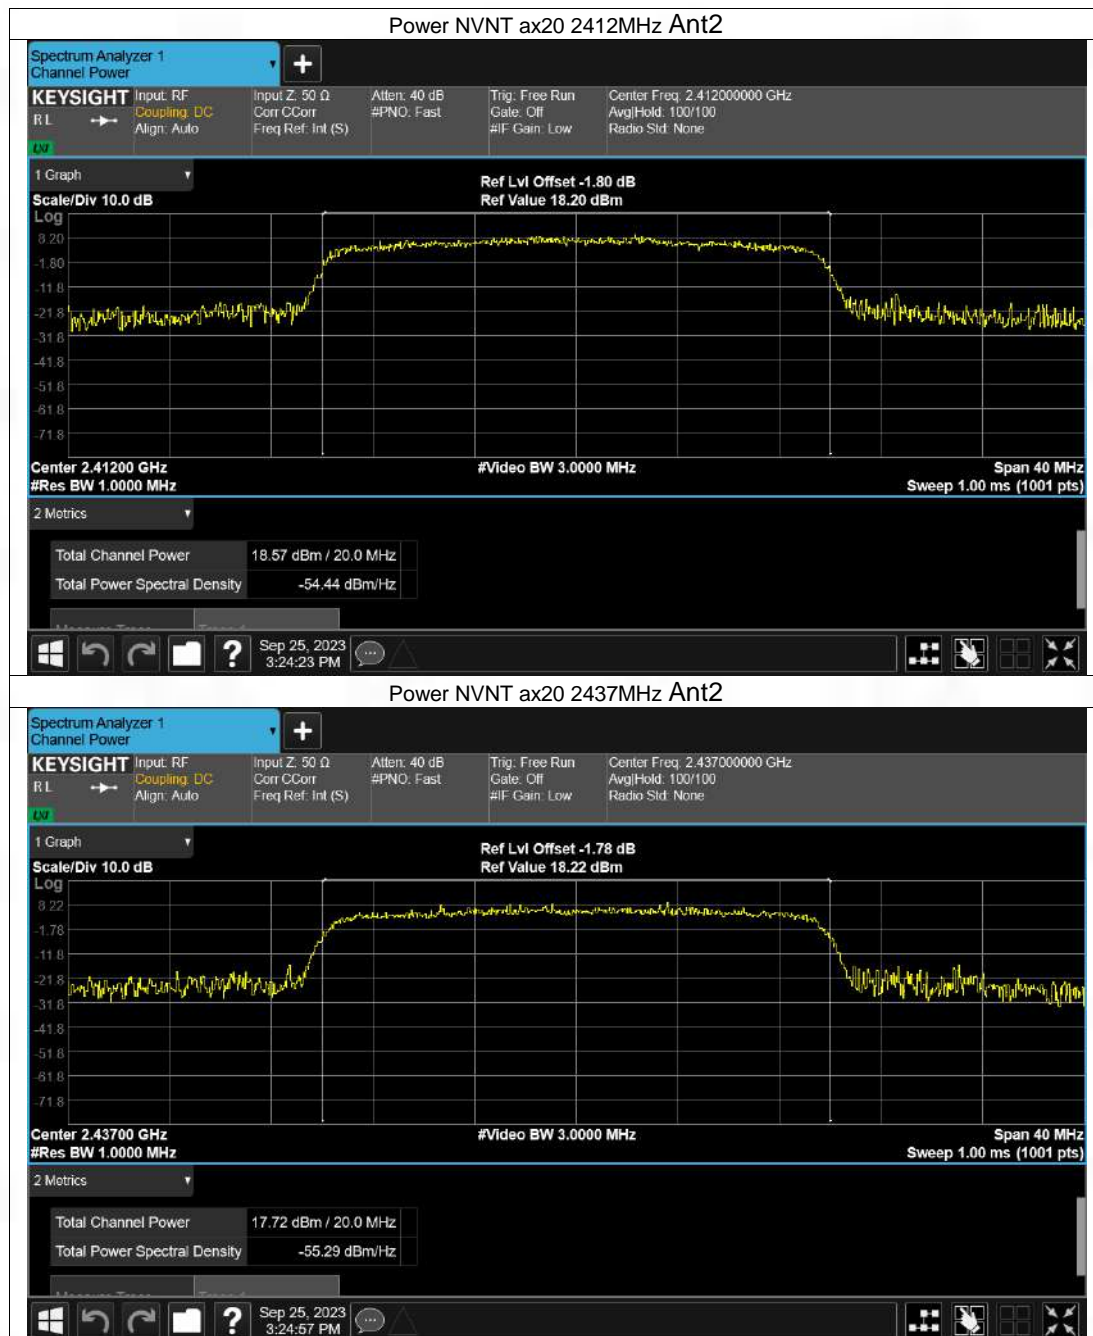 Power NVNT ax20 2412MHz Ant2
Spectrum Analyzer 1
Channel Power
KEYSIGHT Input: RF Input Z: 50 Ω Atten: 40 dB Trig: Free Run Center Freq: 2.412000000 GHz
RL Coupling: DC Corr CCorr #PNO: Fast Gate: Off Avg|Hold: 100/100
Align: Auto Freq Ref: Int (S) #IF Gain: Low Radio Std: None
LXI
1 Graph
Ref Lvl Offset -1.80 dB
Scale/Div 10.0 dB Ref Value 18.20 dBm
Log
8.20
-1.80
-11.8
-21.8
-31.8
-41.8
-51.8
-61.8
-71.8
Center 2.41200 GHz #Video BW 3.0000 MHz Span 40 MHz
#Res BW 1.0000 MHz Sweep 1.00 ms (1001 pts)
2 Metrics
Total Channel Power 18.57 dBm / 20.0 MHz
Total Power Spectral Density -54.44 dBm/Hz
Sep 25, 2023
3:24:23 PM
Power NVNT ax20 2437MHz Ant2
Spectrum Analyzer 1
Channel Power
KEYSIGHT Input: RF Input Z: 50 Ω Atten: 40 dB Trig: Free Run Center Freq: 2.437000000 GHz
RL Coupling: DC Corr CCorr #PNO: Fast Gate: Off Avg|Hold: 100/100
Align: Auto Freq Ref: Int (S) #IF Gain: Low Radio Std: None
LXI
1 Graph
Ref Lvl Offset -1.78 dB
Scale/Div 10.0 dB Ref Value 18.22 dBm
Log
8.22
-1.78
-11.8
-21.8
-31.8
-41.8
-51.8
-61.8
-71.8
Center 2.43700 GHz #Video BW 3.0000 MHz Span 40 MHz
#Res BW 1.0000 MHz Sweep 1.00 ms (1001 pts)
2 Metrics
Total Channel Power 17.72 dBm / 20.0 MHz
Total Power Spectral Density -55.29 dBm/Hz
Sep 25, 2023
3:24:57 PM